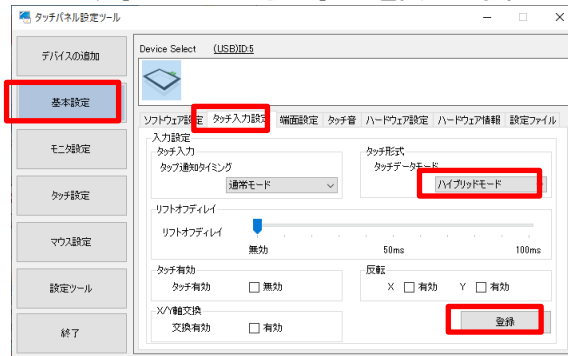 タッチパネル設定ツール
デバイスの追加
基本設定
モニタ設定
タッチ設定
マウス設定
設定ツール
終了
Device Select (USB)ID:5
ソフトウェア設定 タッチ入力設定 端面設定 タッチ音 ハードウェア設定 ハードウェア情報 設定ファイル
入力設定
タッチ入力
タップ通知タイミング
通常モード
タッチ形式
タッチデータモード
ハイブリッドモード
リフトオフディレイ
リフトオフディレイ
無効 50ms 100ms
タッチ有効
タッチ有効 無効
反転
X 有効 Y 有効
X/Y軸交換
交換有効 有効
登録